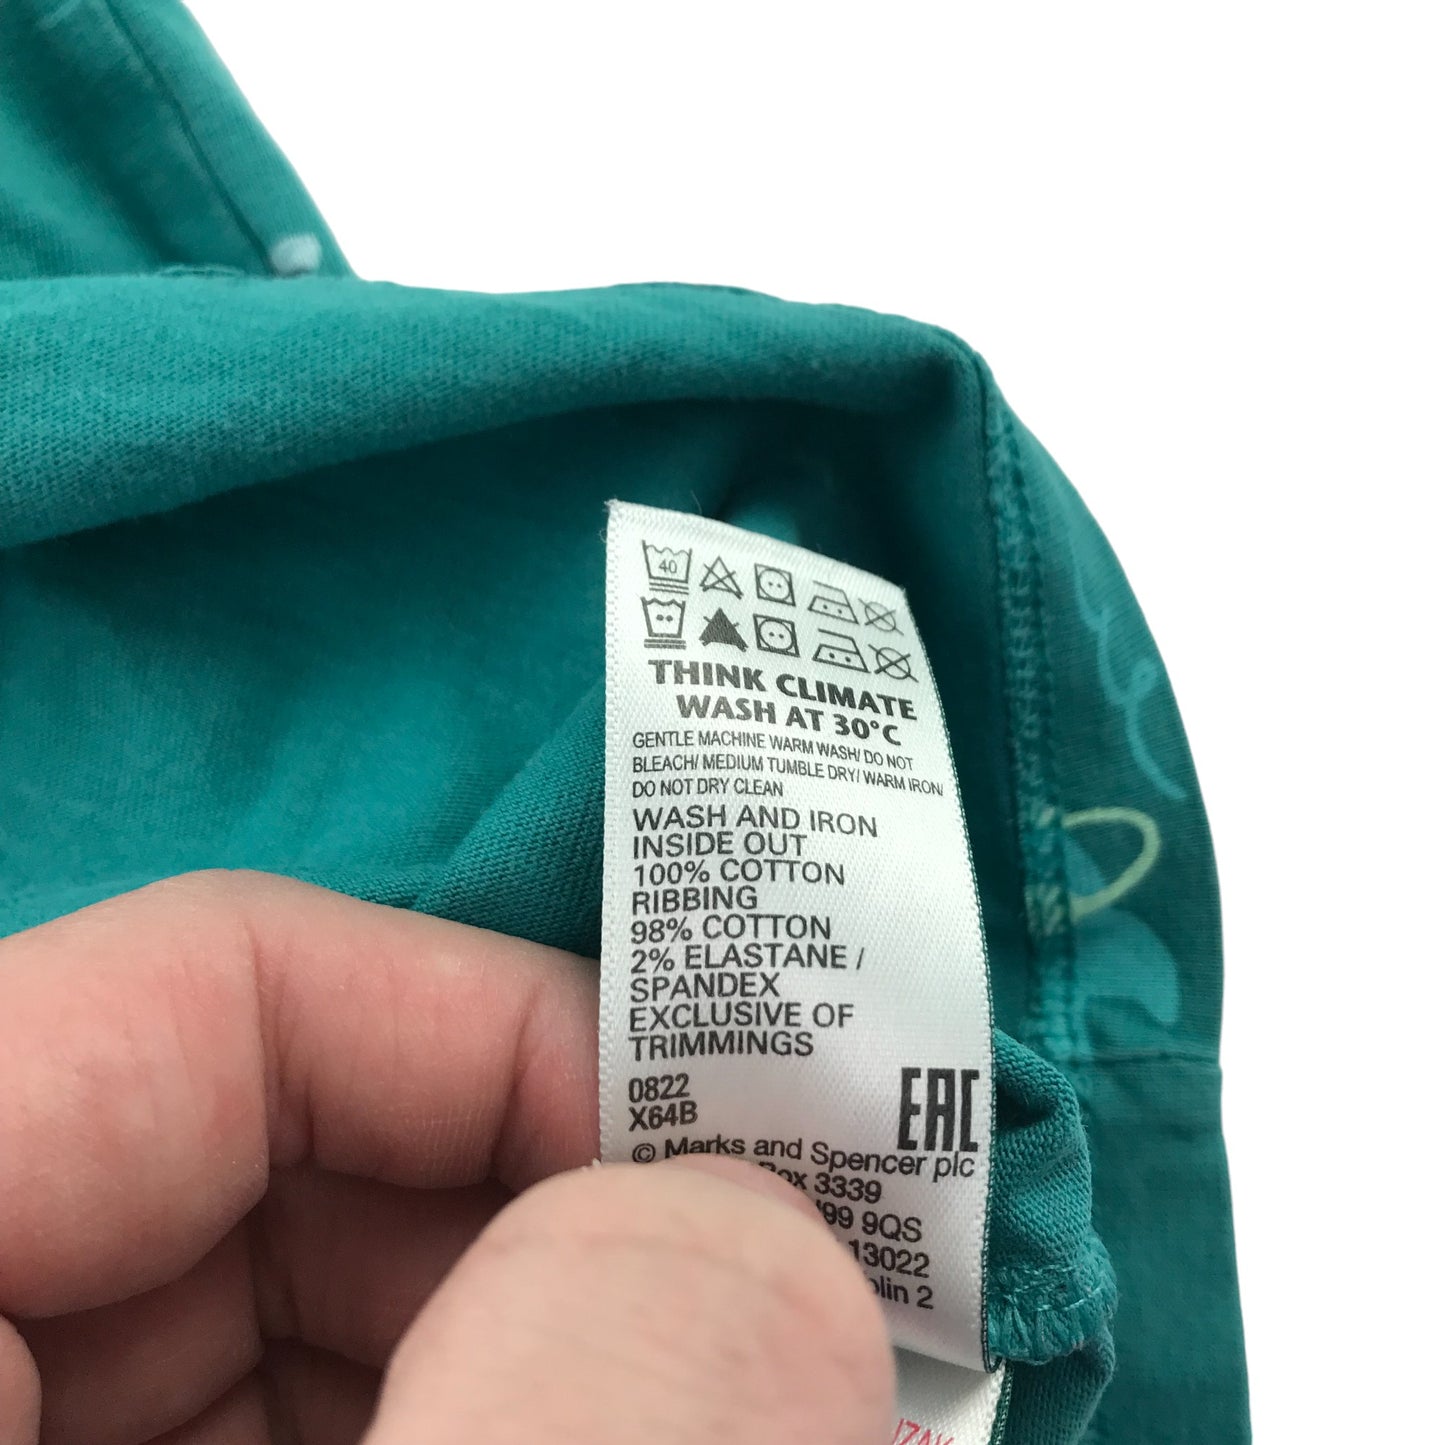 40
THINK CLIMATE
WASH AT 30°C
GENTLE MACHINE WARM WASH/ DO NOT
BLEACH/ MEDIUM TUMBLE DRY/ WARM IRON/
DO NOT DRY CLEAN
WASH AND IRON
INSIDE OUT
100% COTTON
RIBBING
98% COTTON
2% ELASTANE /
SPANDEX
EXCLUSIVE OF
TRIMMINGS
0822
X64B
EAC
© Marks and Spencer plc
Box 3339
9QS
13022
2